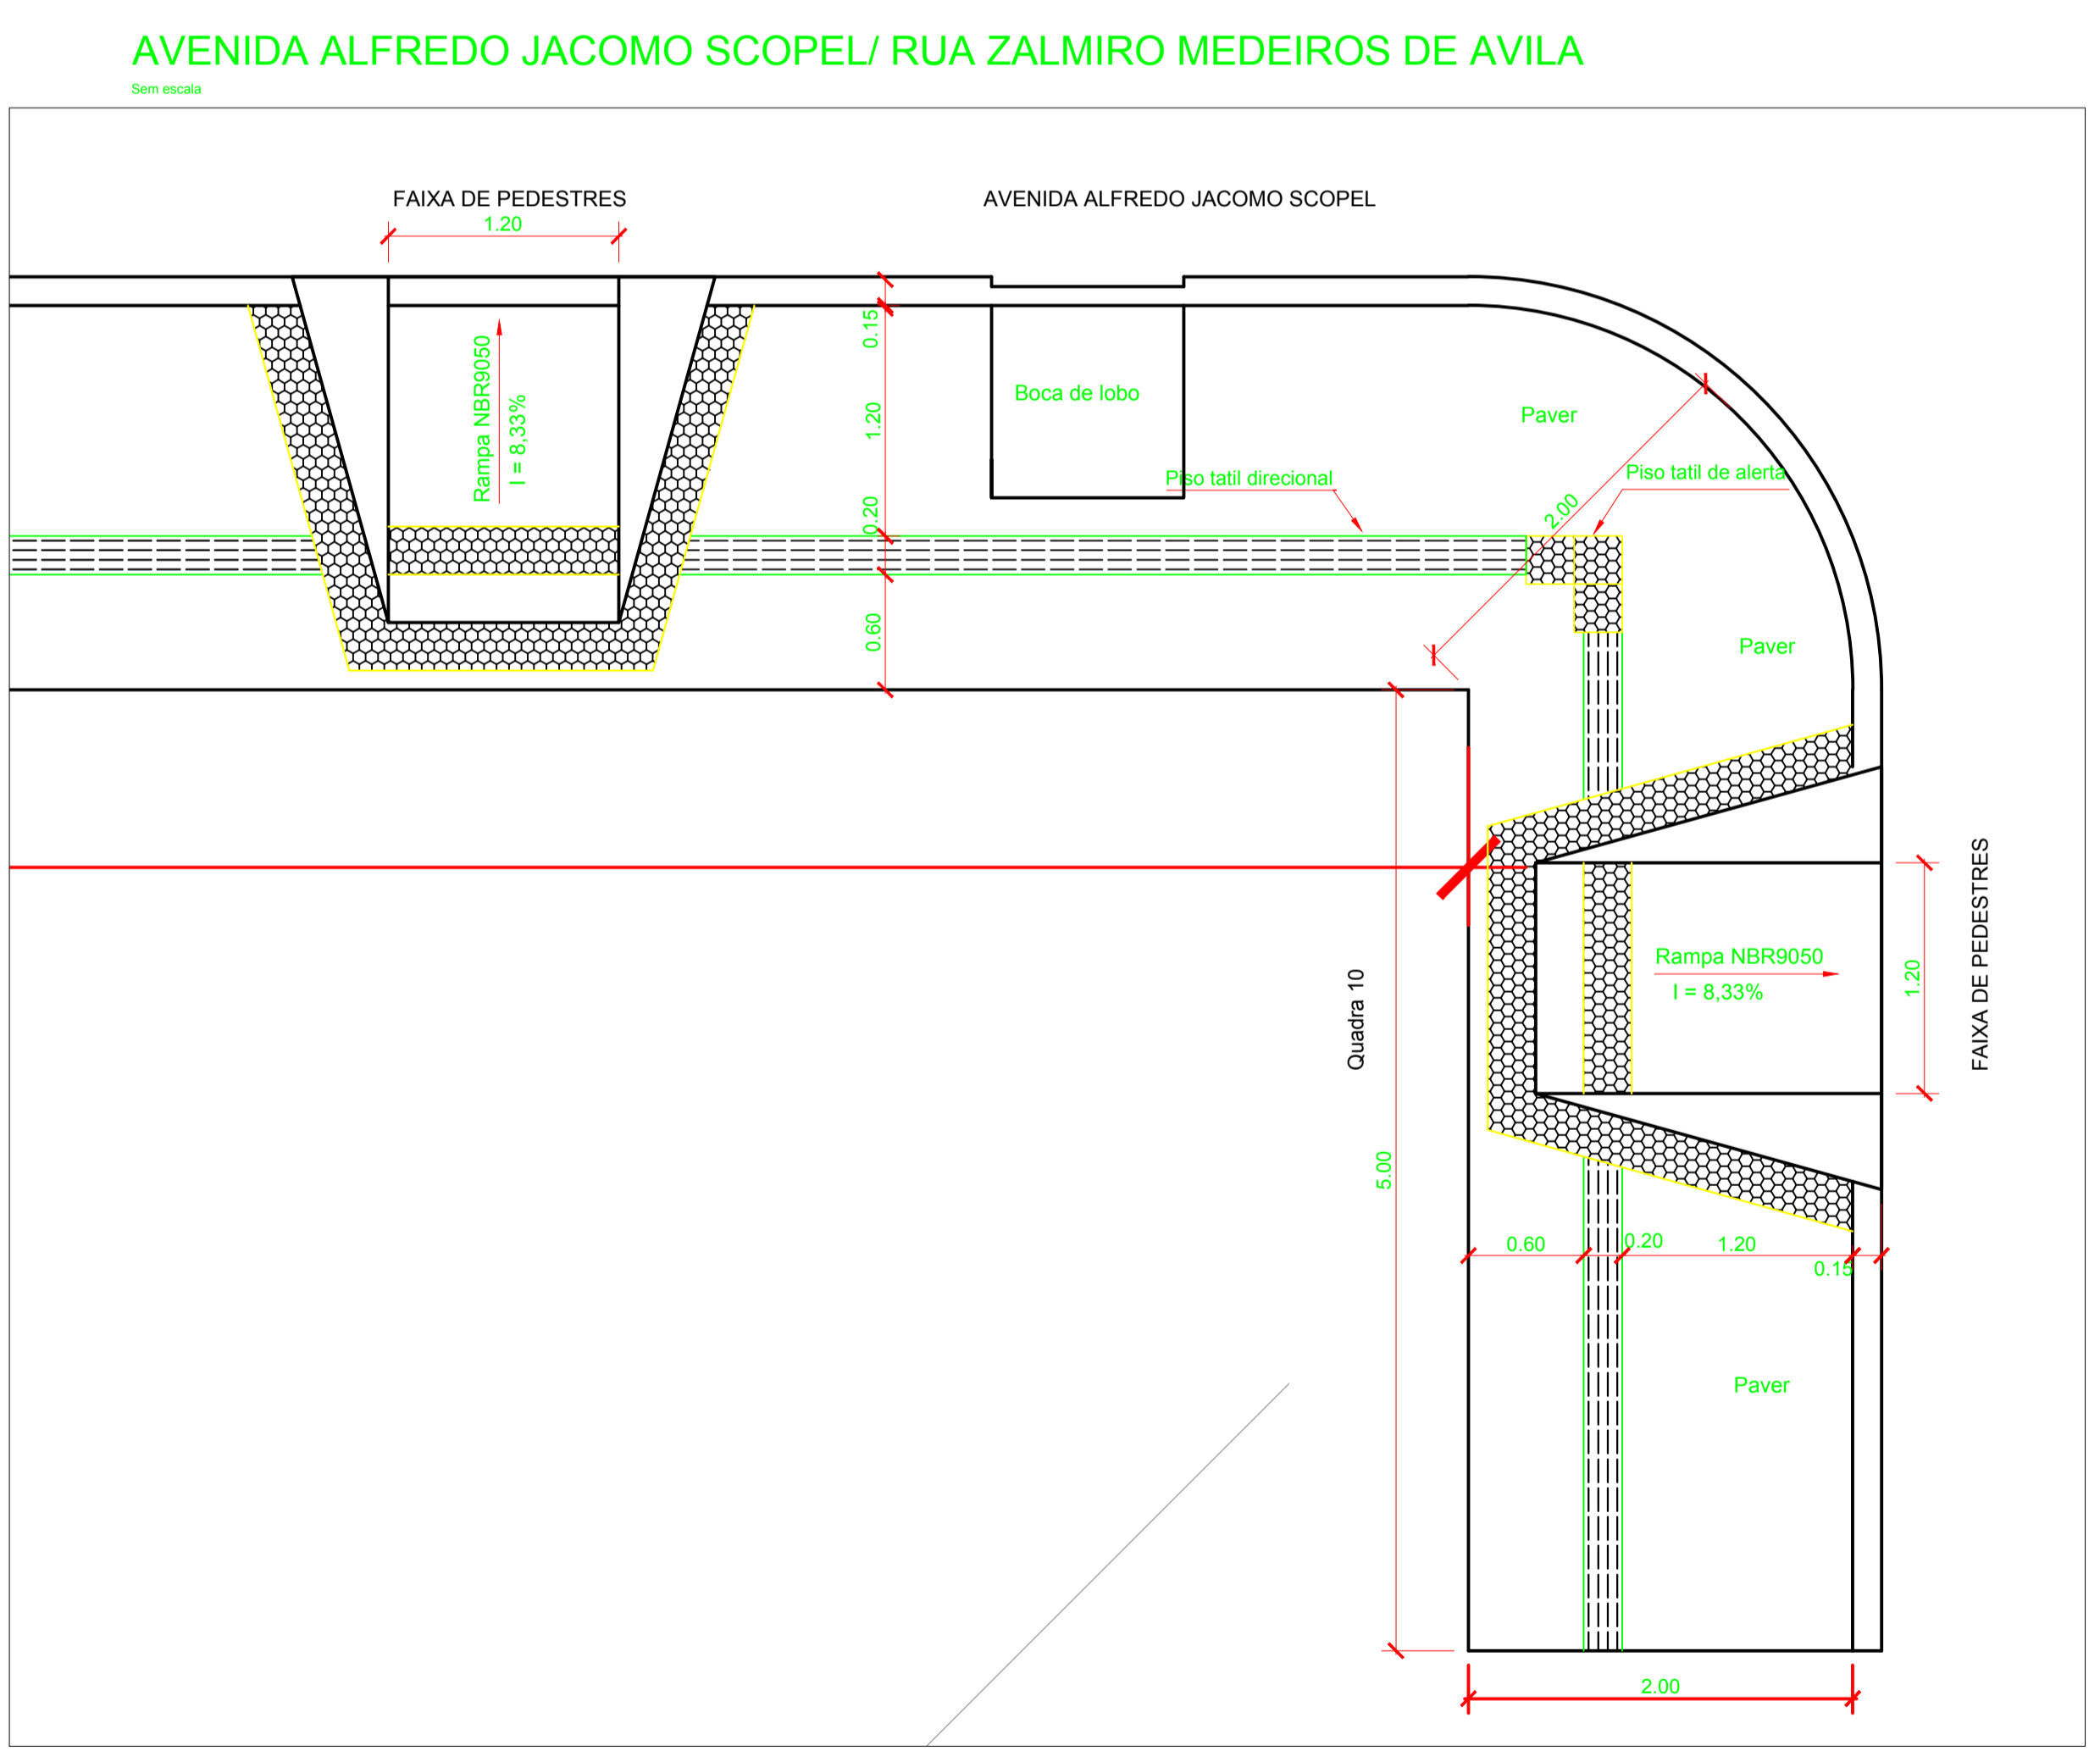 AVENIDA ALFREDO JACOMO SCOPEL/ RUA ZALMIRO MEDEIROS DE AVILA
Sem escala
FAIXA DE PEDESTRES
1.20
AVENIDA ALFREDO JACOMO SCOPEL
Rampa NBR9050
I = 8,33%
0.15
1.20
0.20
0.60
Boca de lobo
Paver
Piso tatil direcional
Piso tatil de alerta
2.00
Paver
Quadra 10
5.00
Rampa NBR9050
I = 8,33%
1.20
FAIXA DE PEDESTRES
0.60
0.20
1.20
0.15
Paver
2.00